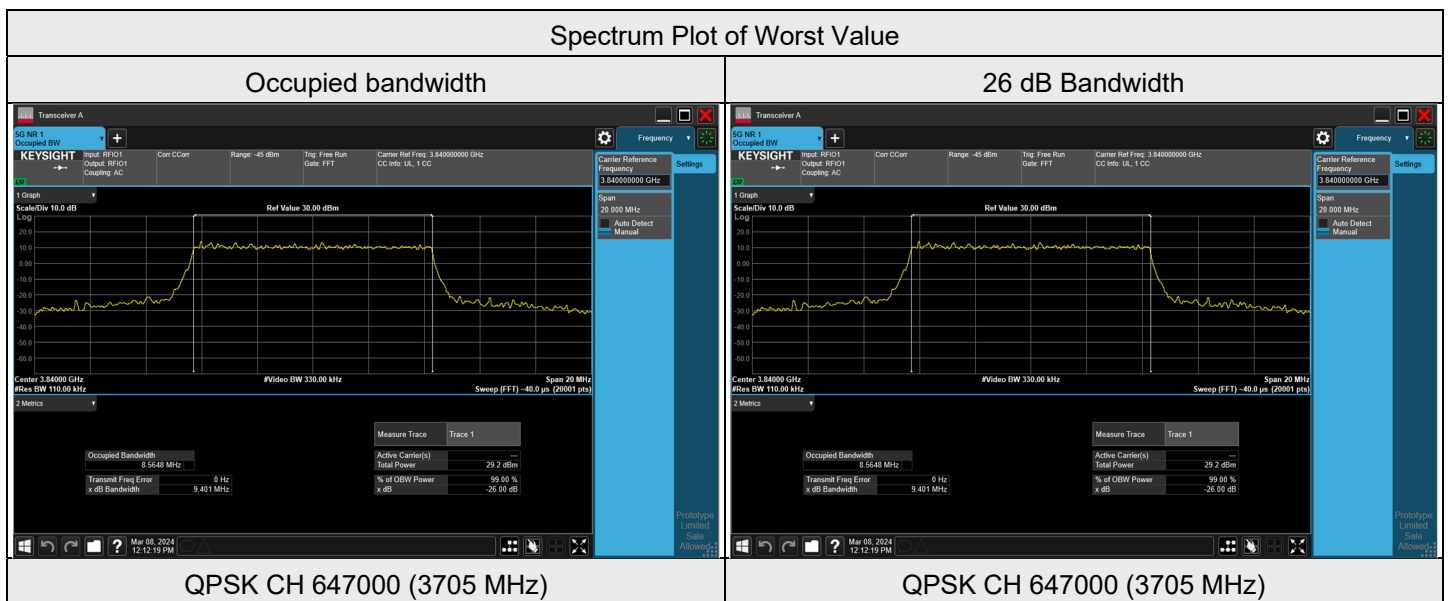 Spectrum Plot of Worst Value
Occupied bandwidth
26 dB Bandwidth
Transceiver A
5G NR 1
Occupied BW
+
Frequency
KEYSIGHT
Input: RFIO1
Output: RFIO1
Coupling: AC
Corr CCorr
Range: -45 dBm
Trig: Free Run
Gate: FFT
Carrier Ref Freq: 3.840000000 GHz
CC Info: UL, 1 CC
Carrier Reference
Frequency
3.840000000 GHz
Settings
Span
20.000 MHz
Auto Detect
Manual
1 Graph
Scale/Div 10.0 dB
Ref Value 30.00 dBm
Log
20.0
10.0
0.00
-10.0
-20.0
-30.0
-40.0
-50.0
-60.0
Center 3.84000 GHz
#Video BW 330.00 kHz
Span 20 MHz
#Res BW 110.00 kHz
Sweep (FFT) ~40.0 µs (20001 pts)
2 Metrics
Measure Trace Trace 1
Occupied Bandwidth
8.5648 MHz
Active Carrier(s) ---
Total Power 29.2 dBm
Transmit Freq Error 0 Hz
x dB Bandwidth 9.401 MHz
% of OBW Power 99.00 %
x dB -26.00 dB
Prototype
Limited
Sale
Allowed
?
Mar 08, 2024
12:12:19 PM
Transceiver A
5G NR 1
Occupied BW
+
Frequency
KEYSIGHT
Input: RFIO1
Output: RFIO1
Coupling: AC
Corr CCorr
Range: -45 dBm
Trig: Free Run
Gate: FFT
Carrier Ref Freq: 3.840000000 GHz
CC Info: UL, 1 CC
Carrier Reference
Frequency
3.840000000 GHz
Settings
Span
20.000 MHz
Auto Detect
Manual
1 Graph
Scale/Div 10.0 dB
Ref Value 30.00 dBm
Log
20.0
10.0
0.00
-10.0
-20.0
-30.0
-40.0
-50.0
-60.0
Center 3.84000 GHz
#Video BW 330.00 kHz
Span 20 MHz
#Res BW 110.00 kHz
Sweep (FFT) ~40.0 µs (20001 pts)
2 Metrics
Measure Trace Trace 1
Occupied Bandwidth
8.5648 MHz
Active Carrier(s) ---
Total Power 29.2 dBm
Transmit Freq Error 0 Hz
x dB Bandwidth 9.401 MHz
% of OBW Power 99.00 %
x dB -26.00 dB
Prototype
Limited
Sale
Allowed
?
Mar 08, 2024
12:12:19 PM
QPSK CH 647000 (3705 MHz)
QPSK CH 647000 (3705 MHz)